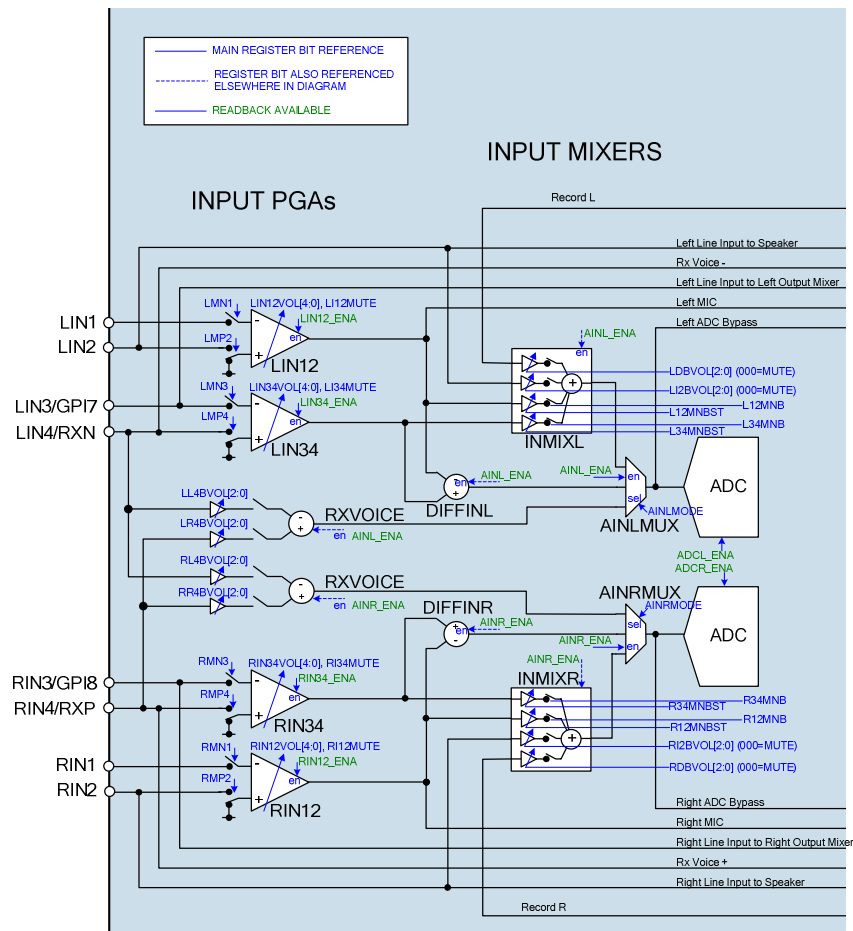 MAIN REGISTER BIT REFERENCE
REGISTER BIT ALSO REFERENCED
ELSEWHERE IN DIAGRAM
READBACK AVAILABLE
INPUT MIXERS
INPUT PGAs
Record L
Left Line Input to Speaker
Rx Voice -
Left Line Input to Left Output Mixer
Left MIC
Left ADC Bypass
LIN1
LIN2
LIN3/GPI7
LIN4/RXN
LMN1
LIN12VOL[4:0], LI12MUTE
LIN12_ENA
LMP2
-
+
en
LIN12
LMN3
LIN34VOL[4:0], LI34MUTE
LIN34_ENA
LMP4
-
+
en
LIN34
AINL_ENA
en
+
LDBVOL[2:0] (000=MUTE)
LI2BVOL[2:0] (000=MUTE)
L12MNB
L12MNBST
L34MNB
L34MNBST
INMIXL
AINL_ENA
-
en
+
DIFFINL
AINL_ENA
en
sel
AINLMODE
AINLMUX
ADC
LL4BVOL[2:0]
LR4BVOL[2:0]
-
+
RXVOICE
en
AINL_ENA
ADCL_ENA
ADCR_ENA
RL4BVOL[2:0]
RR4BVOL[2:0]
-
+
RXVOICE
en
AINR_ENA
DIFFINR
+
en
-
AINR_ENA
AINRMUX
AINRMODE
sel
en
AINR_ENA
ADC
AINR_ENA
en
INMIXR
+
R34MNB
R34MNBST
R12MNB
R12MNBST
RI2BVOL[2:0] (000=MUTE)
RDBVOL[2:0] (000=MUTE)
RIN3/GPI8
RIN4/RXP
RIN1
RIN2
RMN3
RIN34VOL[4:0], RI34MUTE
RIN34_ENA
RMP4
-
+
en
RIN34
RMN1
RIN12VOL[4:0], RI12MUTE
RIN12_ENA
RMP2
-
+
en
RIN12
Right ADC Bypass
Right MIC
Right Line Input to Right Output Mixer
Rx Voice +
Right Line Input to Speaker
Record R